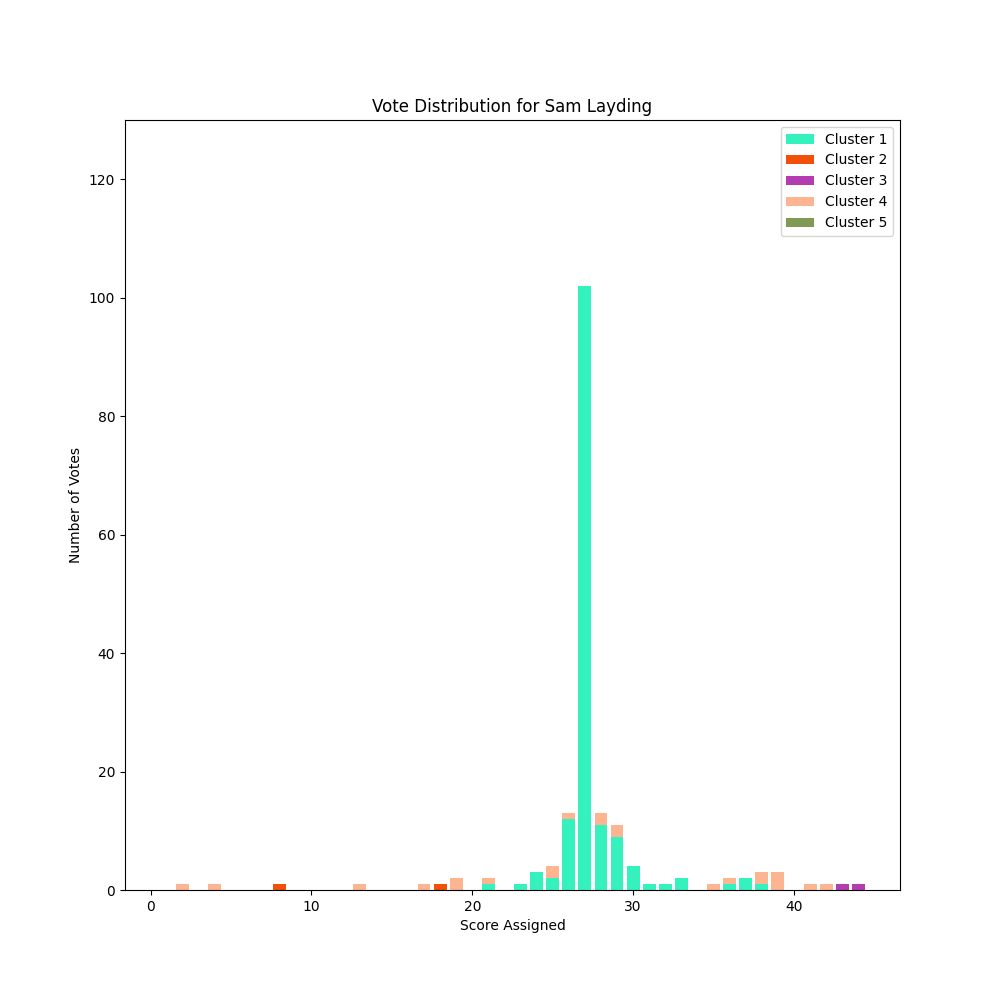 Vote Distribution for Sam Layding
Cluster 1
Cluster 2
Cluster 3
Cluster 4
Cluster 5
120
100
80
60
40
20
0
Number of Votes
0 10 20 30 40
Score Assigned